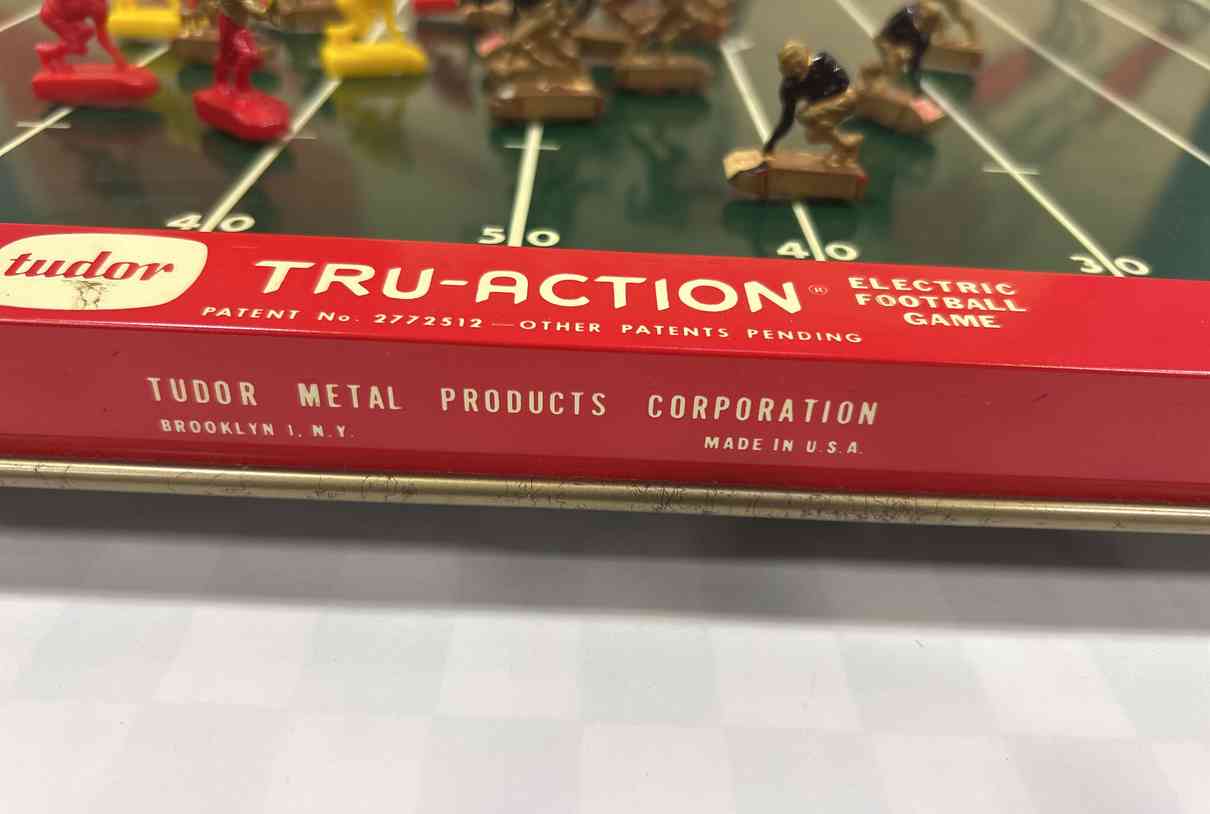 40 50 40 30
tudor
TRU-ACTION®
ELECTRIC
FOOTBALL
GAME
PATENT No. 2772512 — OTHER PATENTS PENDING
TUDOR METAL PRODUCTS CORPORATION
BROOKLYN 1, N.Y.
MADE IN U.S.A.